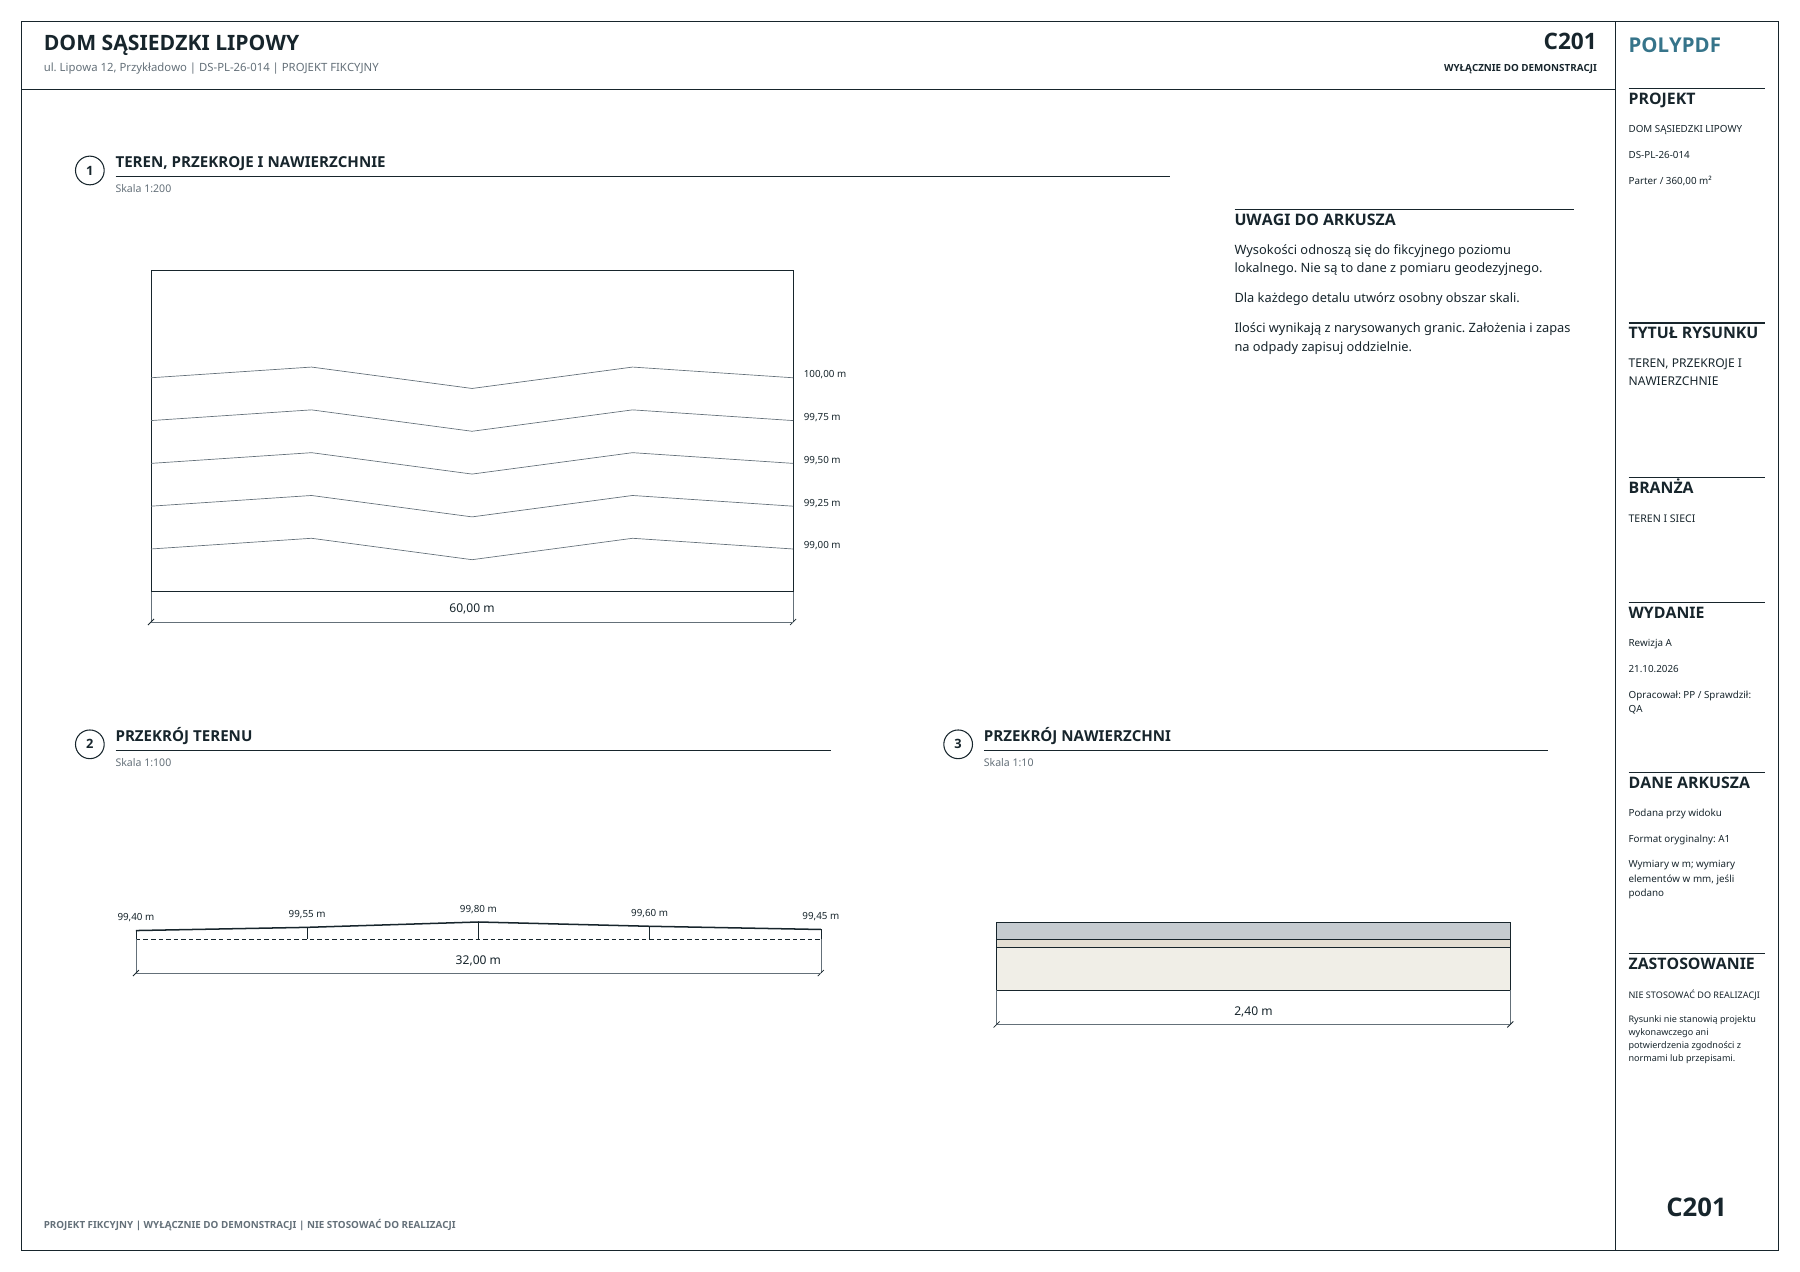 DOM SĄSIEDZKI LIPOWY
ul. Lipowa 12, Przykładowo | DS-PL-26-014 | PROJEKT FIKCYJNY
C201
WYŁĄCZNIE DO DEMONSTRACJI
1
TEREN, PRZEKROJE I NAWIERZCHNIE
Skala 1:200
100,00 m
99,75 m
99,50 m
99,25 m
99,00 m
60,00 m
UWAGI DO ARKUSZA
Wysokości odnoszą się do fikcyjnego poziomu
lokalnego. Nie są to dane z pomiaru geodezyjnego.
Dla każdego detalu utwórz osobny obszar skali.
Ilości wynikają z narysowanych granic. Założenia i zapas
na odpady zapisuj oddzielnie.
2
PRZEKRÓJ TERENU
Skala 1:100
99,40 m
99,55 m
99,80 m
99,60 m
99,45 m
32,00 m
3
PRZEKRÓJ NAWIERZCHNI
Skala 1:10
2,40 m
PROJEKT FIKCYJNY | WYŁĄCZNIE DO DEMONSTRACJI | NIE STOSOWAĆ DO REALIZACJI
POLYPDF
PROJEKT
DOM SĄSIEDZKI LIPOWY
DS-PL-26-014
Parter / 360,00 m²
TYTUŁ RYSUNKU
TEREN, PRZEKROJE I
NAWIERZCHNIE
BRANŻA
TEREN I SIECI
WYDANIE
Rewizja A
21.10.2026
Opracował: PP / Sprawdził:
QA
DANE ARKUSZA
Podana przy widoku
Format oryginalny: A1
Wymiary w m; wymiary
elementów w mm, jeśli
podano
ZASTOSOWANIE
NIE STOSOWAĆ DO REALIZACJI
Rysunki nie stanowią projektu
wykonawczego ani
potwierdzenia zgodności z
normami lub przepisami.
C201